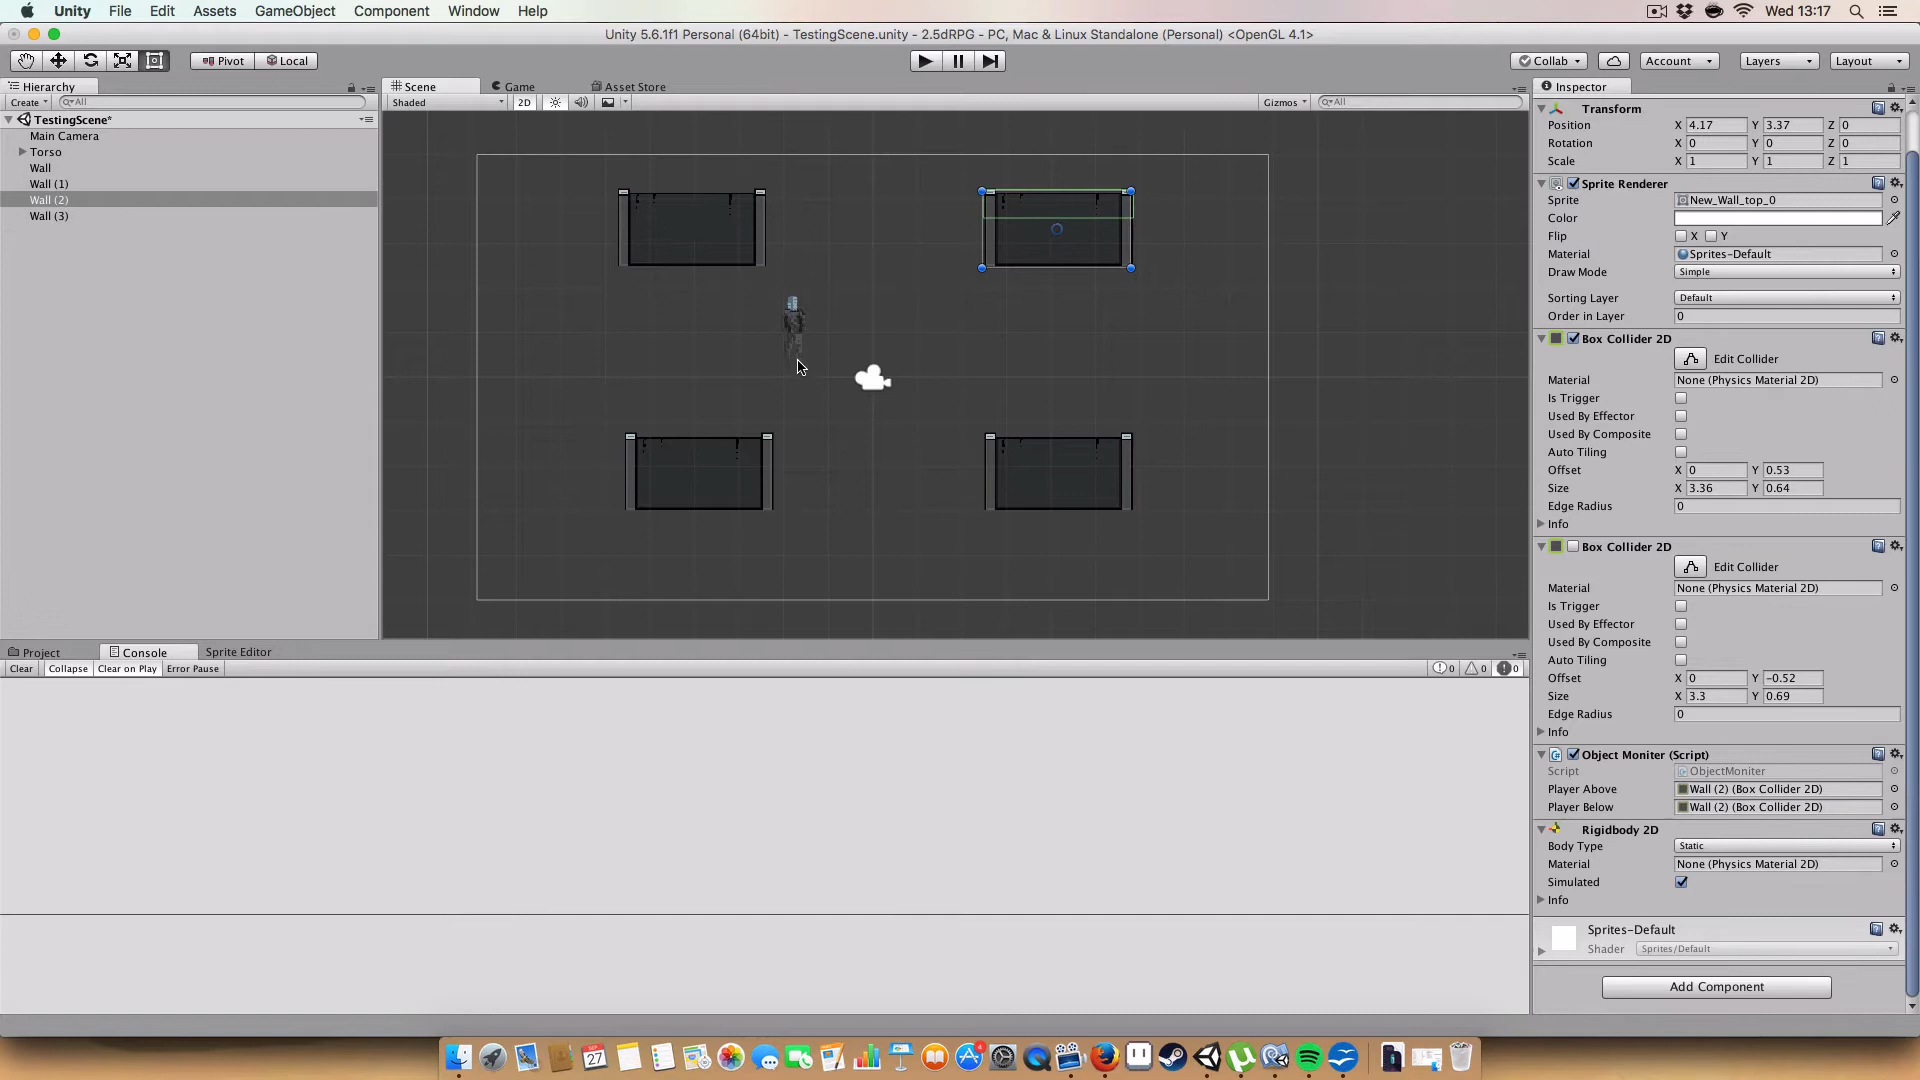 Unity File Edit Assets GameObject Component Window Help Wed 13:17
Unity 5.6.1f1 Personal (64bit) - TestingScene.unity - 2.5dRPG - PC, Mac & Linux Standalone (Personal) <OpenGL 4.1>
Pivot Local Collab Account Layers Layout
Hierarchy Scene Game Asset Store Inspector
Create All Shaded 2D Gizmos All
TestingScene*
Main Camera
Torso
Wall
Wall (1)
Wall (2)
Wall (3)
Transform
Position X 4.17 Y 3.37 Z 0
Rotation X 0 Y 0 Z 0
Scale X 1 Y 1 Z 1
Sprite Renderer
Sprite New_Wall_top_0
Color
Flip X Y
Material Sprites-Default
Draw Mode Simple
Sorting Layer Default
Order in Layer 0
Box Collider 2D
Edit Collider
Material None (Physics Material 2D)
Is Trigger
Used By Effector
Used By Composite
Auto Tiling
Offset X 0 Y 0.53
Size X 3.36 Y 0.64
Edge Radius 0
Info
Box Collider 2D
Edit Collider
Material None (Physics Material 2D)
Is Trigger
Used By Effector
Used By Composite
Auto Tiling
Offset X 0 Y -0.52
Size X 3.3 Y 0.69
Edge Radius 0
Info
Object Moniter (Script)
Script ObjectMoniter
Player Above Wall (2) (Box Collider 2D)
Player Below Wall (2) (Box Collider 2D)
Rigidbody 2D
Body Type Static
Material None (Physics Material 2D)
Simulated
Info
Sprites-Default
Shader Sprites/Default
Add Component
Project Console Sprite Editor
Clear Collapse Clear on Play Error Pause 0 0 0
SEP
27
4